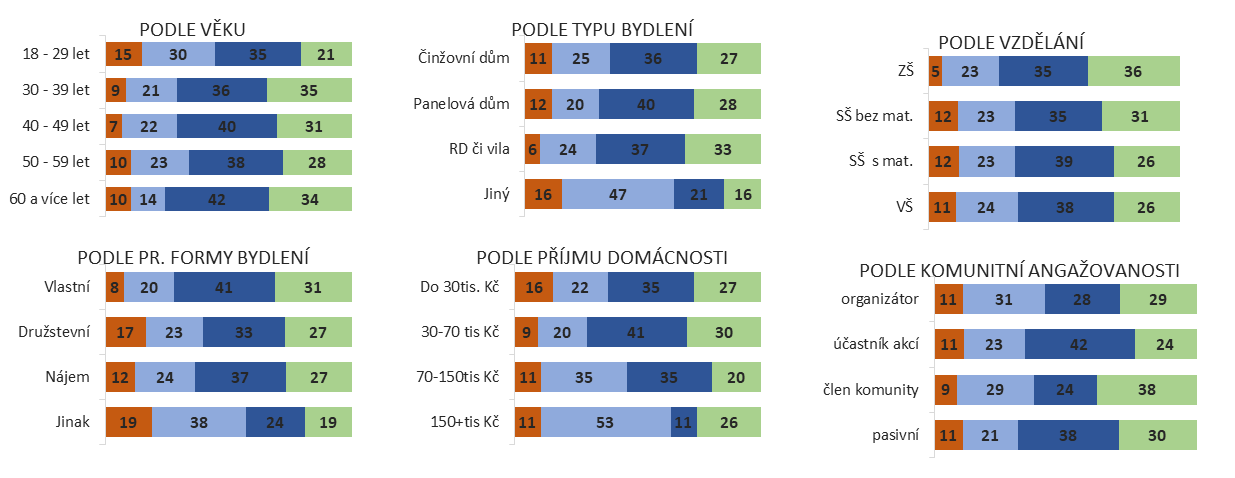 PODLE VĚKU
18 - 29 let 15 30 35 21
30 - 39 let 9 21 36 35
40 - 49 let 7 22 40 31
50 - 59 let 10 23 38 28
60 a více let 10 14 42 34
PODLE TYPU BYDLENÍ
Činžovní dům 11 25 36 27
Panelová dům 12 20 40 28
RD či vila 6 24 37 33
Jiný 16 47 21 16
PODLE VZDĚLÁNÍ
ZŠ 5 23 35 36
SŠ bez mat. 12 23 35 31
SŠ s mat. 12 23 39 26
VŠ 11 24 38 26
PODLE PR. FORMY BYDLENÍ
Vlastní 8 20 41 31
Družstevní 17 23 33 27
Nájem 12 24 37 27
Jinak 19 38 24 19
PODLE PŘÍJMU DOMÁCNOSTI
Do 30tis. Kč 16 22 35 27
30-70 tis Kč 9 20 41 30
70-150tis Kč 11 35 35 20
150+tis Kč 11 53 11 26
PODLE KOMUNITNÍ ANGAŽOVANOSTI
organizátor 11 31 28 29
účastník akcí 11 23 42 24
člen komunity 9 29 24 38
pasivní 11 21 38 30